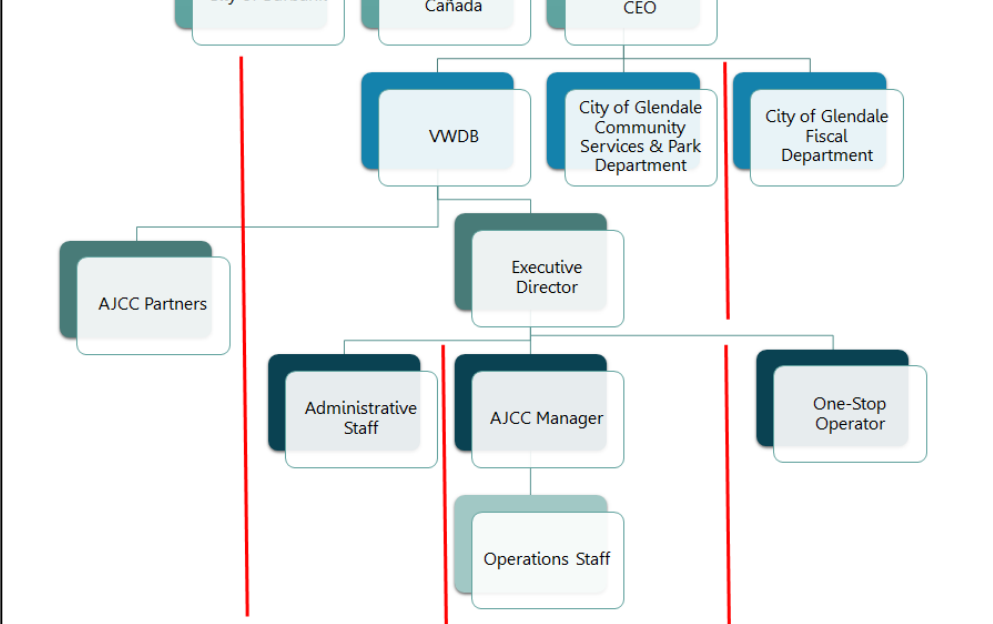 Cañada
CEO
VWDB
City of Glendale
Community
Services & Park
Department
City of Glendale
Fiscal
Department
AJCC Partners
Executive
Director
Administrative
Staff
AJCC Manager
One-Stop
Operator
Operations Staff